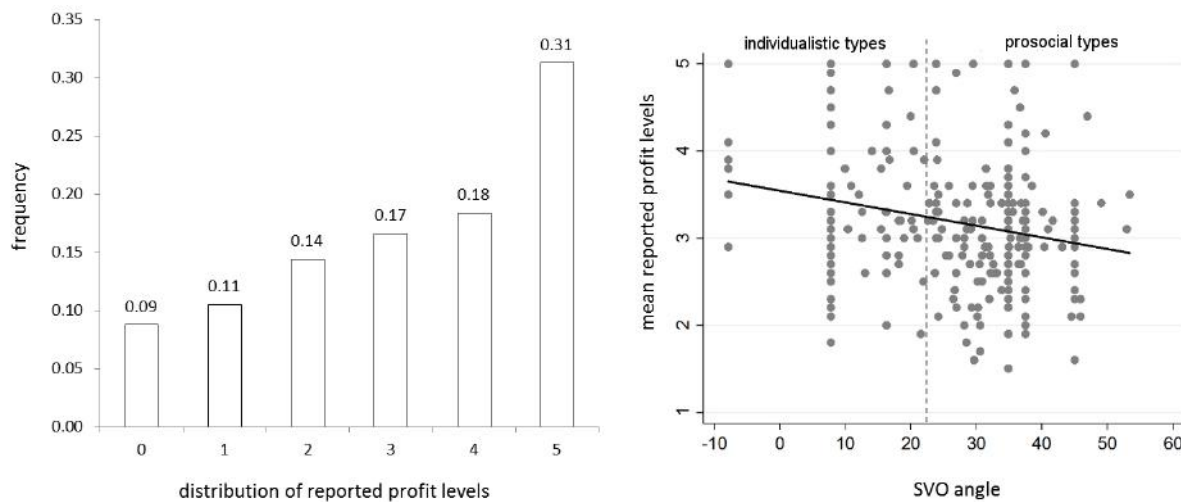 0.35
0.30
0.25
0.20
0.15
0.10
0.05
0.00
frequency
0.09
0.11
0.14
0.17
0.18
0.31
0 1 2 3 4 5
distribution of reported profit levels
individualistic types prosocial types
5
4
3
2
1
mean reported profit levels
-10 0 10 20 30 40 50 60
SVO angle